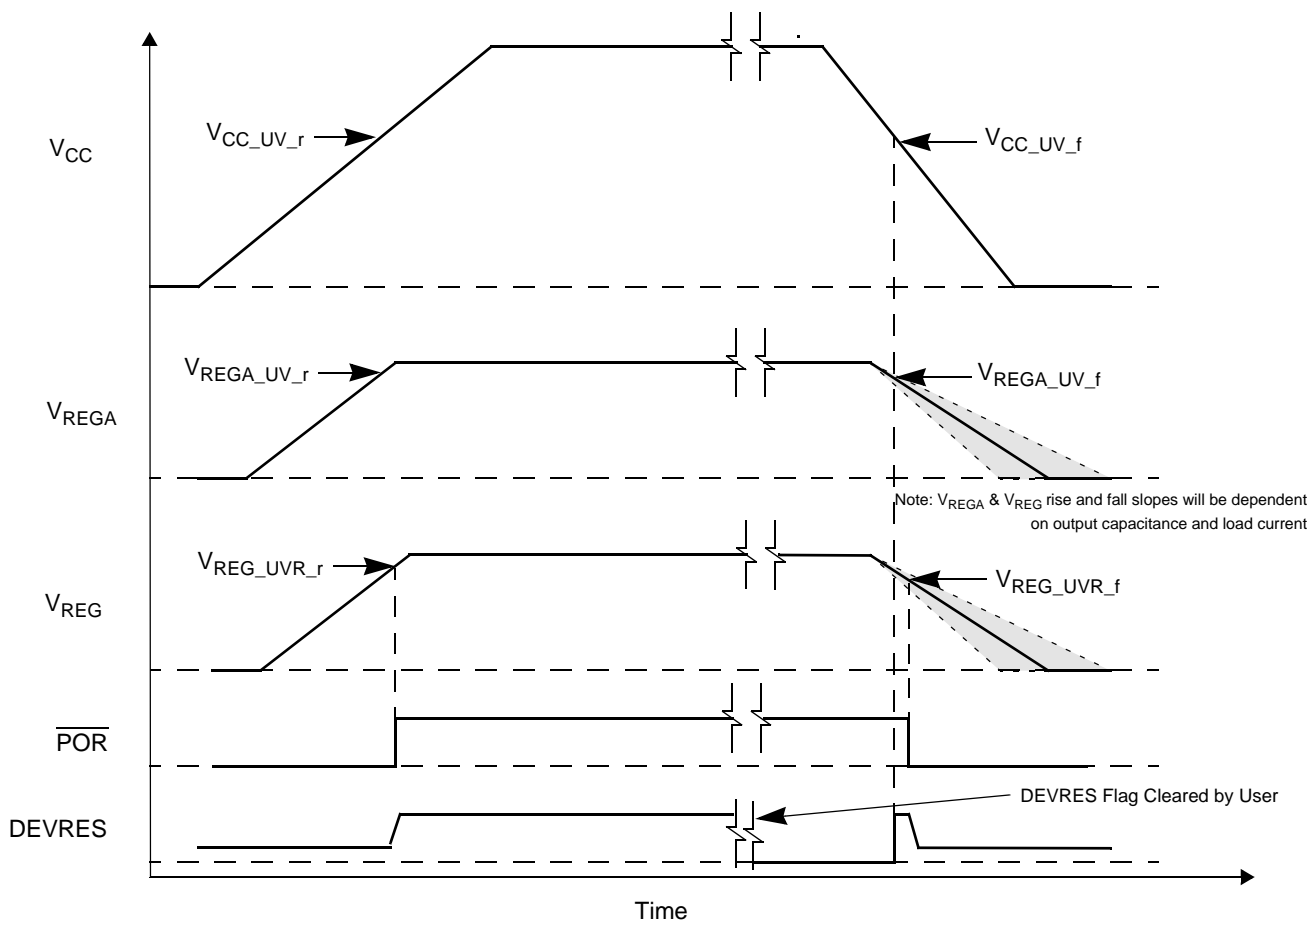 V_CC_UV_r
V_CC
V_CC_UV_f
V_REGA_UV_r
V_REGA_UV_f
V_REGA
Note: V_REGA & V_REG rise and fall slopes will be dependent
on output capacitance and load current
V_REG_UVR_r
V_REG_UVR_f
V_REG
P̅O̅R̅
DEVRES Flag Cleared by User
DEVRES
Time